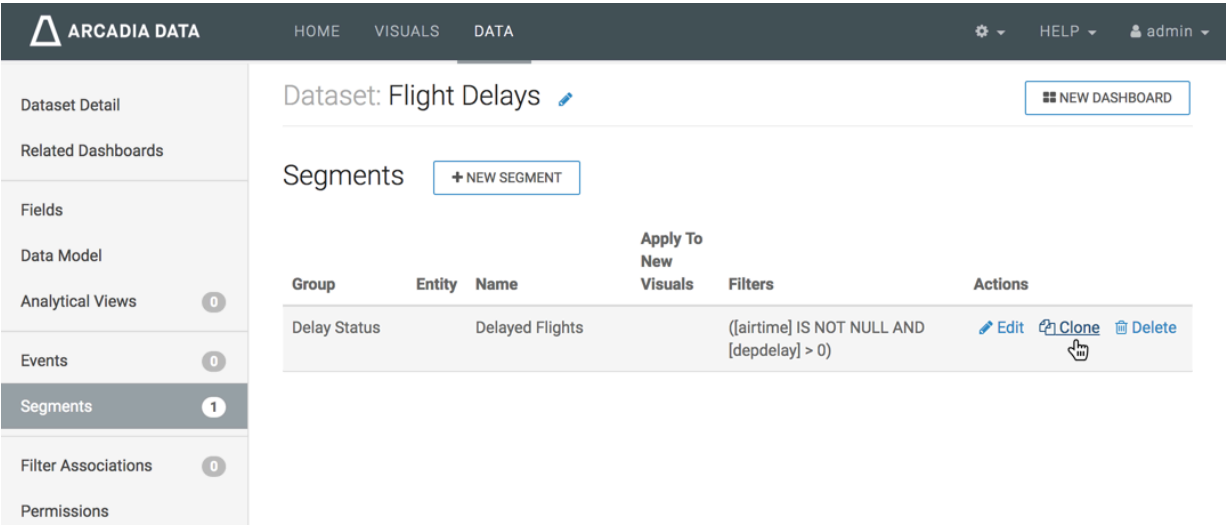 ARCADIA DATA HOME VISUALS DATA HELP admin
Dataset: Flight Delays
NEW DASHBOARD
Dataset Detail
Related Dashboards
Fields
Data Model
Analytical Views 0
Events 0
Segments 1
Filter Associations 0
Permissions
Segments + NEW SEGMENT
Group Entity Name Apply To New Visuals Filters Actions
Delay Status Delayed Flights ([airtime] IS NOT NULL AND Edit Clone Delete
[depdelay] > 0)